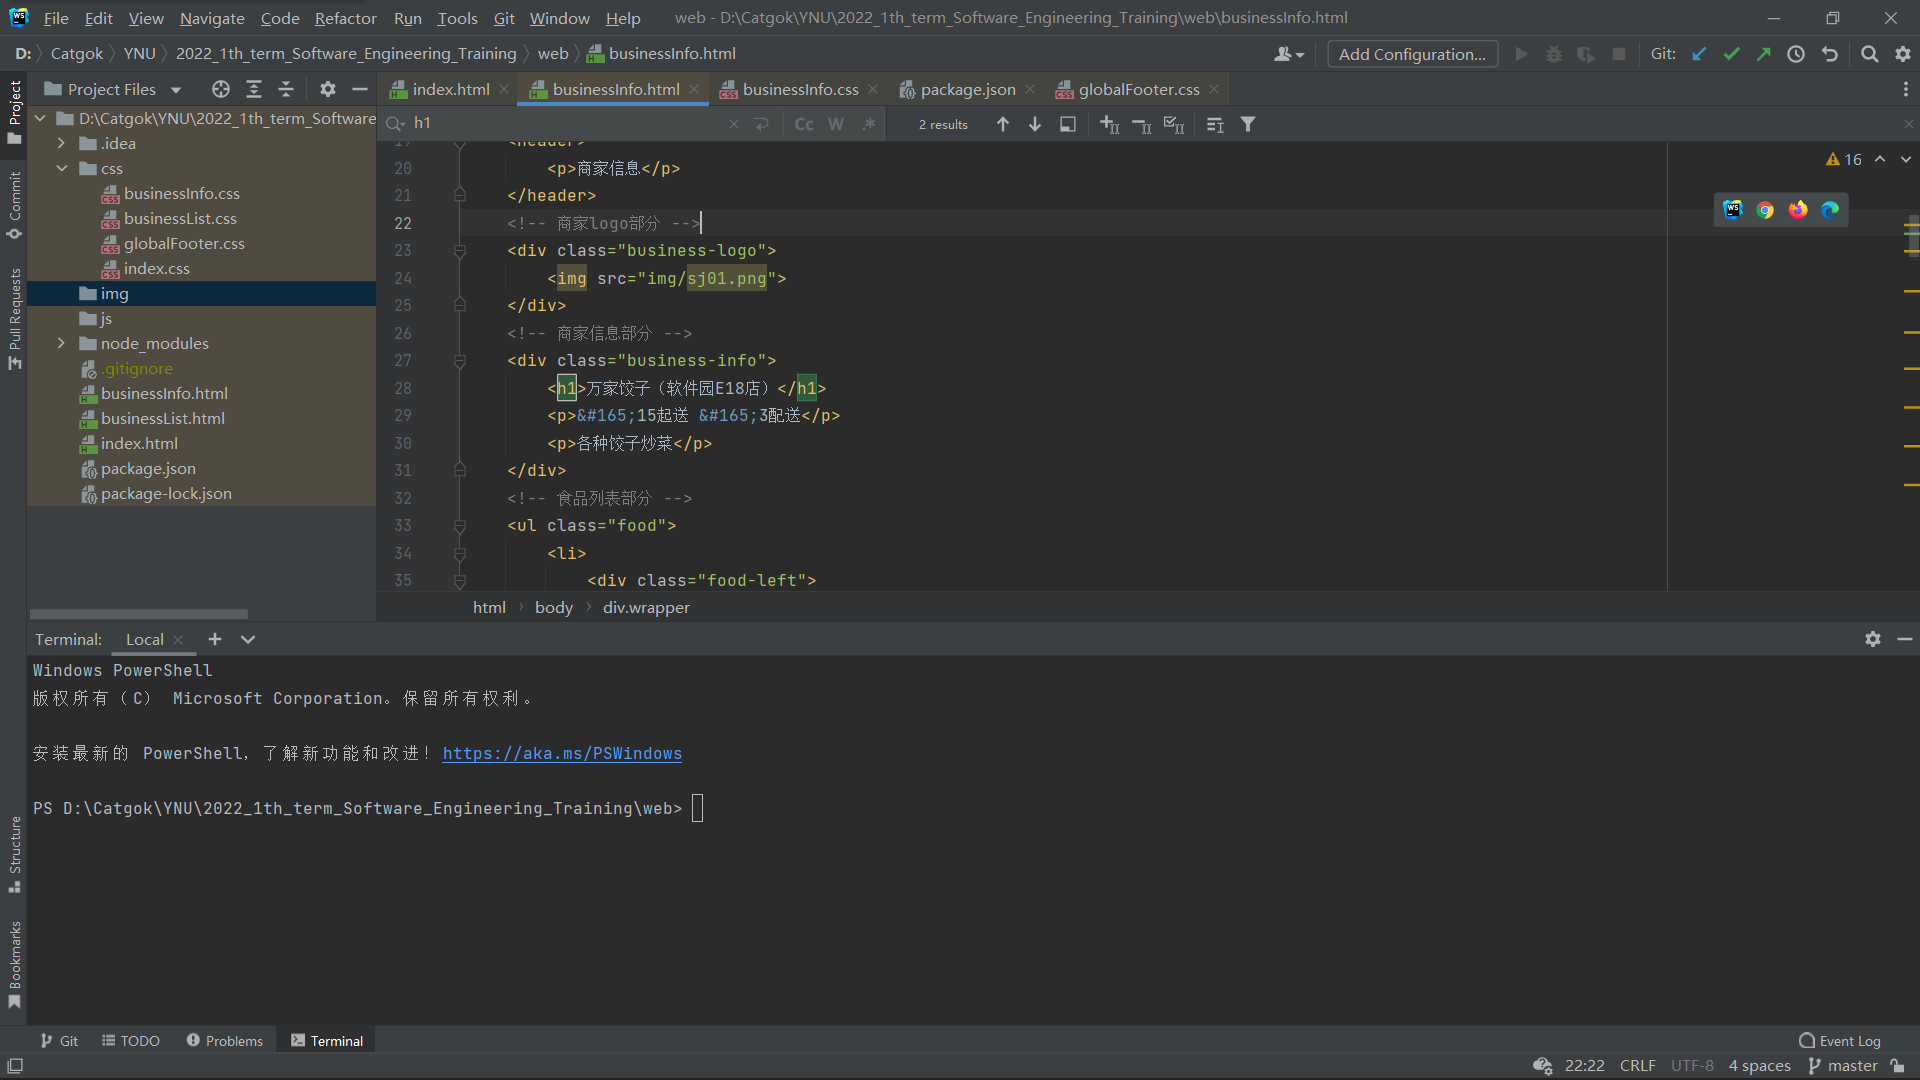 File Edit View Navigate Code Refactor Run Tools Git Window Help web - D:\Catgok\YNU\2022_1th_term_Software_Engineering_Training\web\businessInfo.html
D: Catgok YNU 2022_1th_term_Software_Engineering_Training web businessInfo.html Add Configuration... Git:
Project Project Files index.html businessInfo.html businessInfo.css package.json globalFooter.css
h1 Cc W .* 2 results
D:\Catgok\YNU\2022_1th_term_Software
.idea
css
businessInfo.css
businessList.css
globalFooter.css
index.css
img
js
node_modules
.gitignore
businessInfo.html
businessList.html
index.html
package.json
package-lock.json
Commit
Pull Requests
Structure
Bookmarks
16
19 <header>
20 <p>商家信息</p>
21 </header>
22 <!-- 商家logo部分 -->
23 <div class="business-logo">
24 <img src="img/sj01.png">
25 </div>
26 <!-- 商家信息部分 -->
27 <div class="business-info">
28 <h1>万家饺子（软件园E18店）</h1>
29 <p>&#165;15起送 &#165;3配送</p>
30 <p>各种饺子炒菜</p>
31 </div>
32 <!-- 食品列表部分 -->
33 <ul class="food">
34 <li>
35 <div class="food-left">
html body div.wrapper
Terminal: Local
Windows PowerShell
版权所有（C） Microsoft Corporation。保留所有权利。
安装最新的 PowerShell，了解新功能和改进！https://aka.ms/PSWindows
PS D:\Catgok\YNU\2022_1th_term_Software_Engineering_Training\web>
Git TODO Problems Terminal Event Log
22:22 CRLF UTF-8 4 spaces master